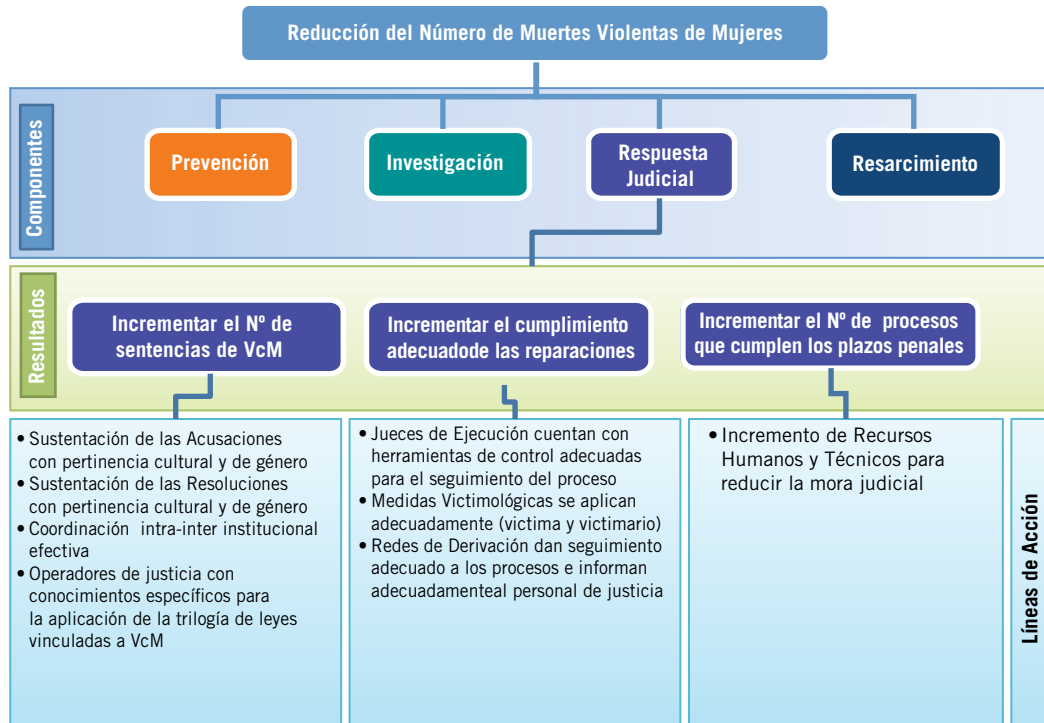 Reducción del Número de Muertes Violentas de Mujeres
Componentes
Prevención
Investigación
Respuesta
Judicial
Resarcimiento
Resultados
Incrementar el Nº de
sentencias de VcM
Incrementar el cumplimiento
adecuadode las reparaciones
Incrementar el Nº de procesos
que cumplen los plazos penales
• Sustentación de las Acusaciones
con pertinencia cultural y de género
• Sustentación de las Resoluciones
con pertinencia cultural y de género
• Coordinación intra-inter institucional
efectiva
• Operadores de justicia con
conocimientos específicos para
la aplicación de la trilogía de leyes
vinculadas a VcM
• Jueces de Ejecución cuentan con
herramientas de control adecuadas
para el seguimiento del proceso
• Medidas Victimológicas se aplican
adecuadamente (victima y victimario)
• Redes de Derivación dan seguimiento
adecuado a los procesos e informan
adecuadamenteal personal de justicia
• Incremento de Recursos
Humanos y Técnicos para
reducir la mora judicial
Líneas de Acción